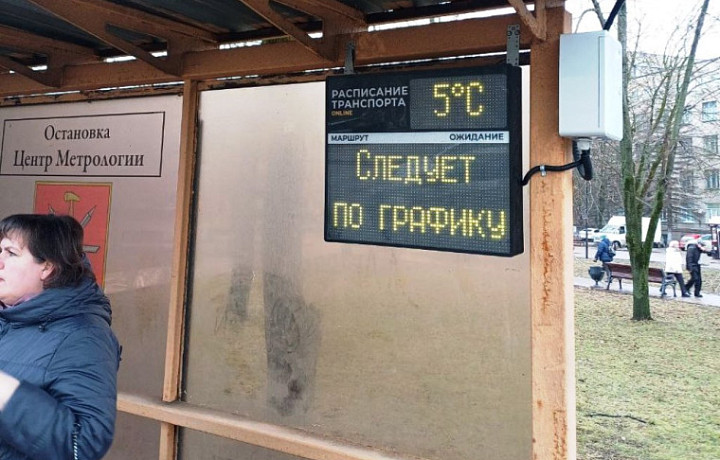 Остановка
Центр Метрологии
РАСПИСАНИЕ
ТРАНСПОРТА
ONLINE
5°C
МАРШРУТ ОЖИДАНИЕ
Следует
по графику